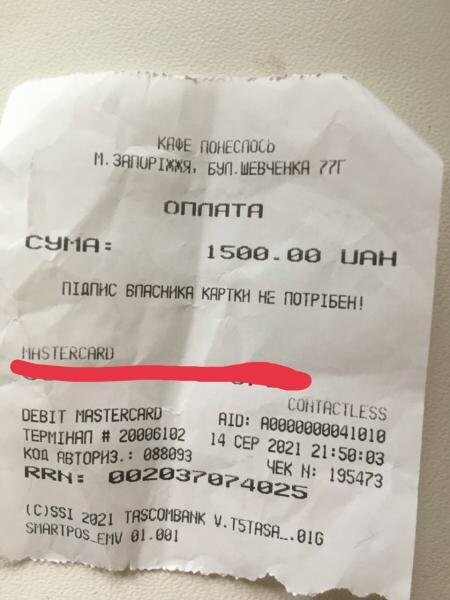 КАФЕ ПОНЕСЛОСЬ
М. ЗАПОРІЖЖЯ, БУЛ.ШЕВЧЕНКА 77Г
ОПЛАТА
СУМА: 1500.00 UAH
ПІДПИС ВЛАСНИКА КАРТКИ НЕ ПОТРІБЕН!
MASTERCARD
CONTACTLESS
DEBIT MASTERCARD AID: A0000000041010
ТЕРМІНАЛ # 20006102 14 СЕР 2021 21:50:03
КОД АВТОРИЗ.: 088093 ЧЕК N: 195473
RRN: 002037074025
(C)SSI 2021 TASCOMBANK V.T5TASA_.01G
SMARTPOS_EMV 01.001